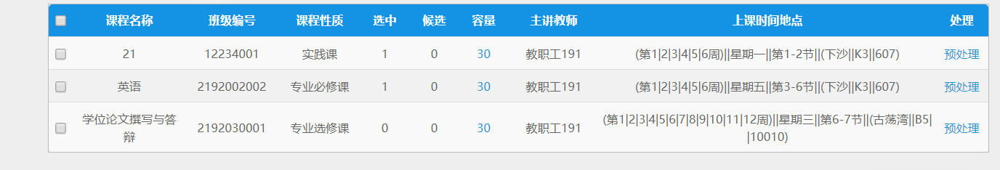 课程名称 班级编号 课程性质 选中 候选 容量 主讲教师 上课时间地点 处理
21 12234001 实践课 1 0 30 教职工191 (第1|2|3|4|5|6周)||星期一||第1-2节||(下沙||K3||607) 预处理
英语 2192002002 专业必修课 1 0 30 教职工191 (第1|2|3|4|5|6周)||星期五||第3-6节||(下沙||K3||607) 预处理
学位论文撰写与答
辩
2192030001 专业选修课 0 0 30 教职工191
(第1|2|3|4|5|6|7|8|9|10|11|12周)||星期三||第6-7节||(古荡湾||B5|
|10010)
预处理